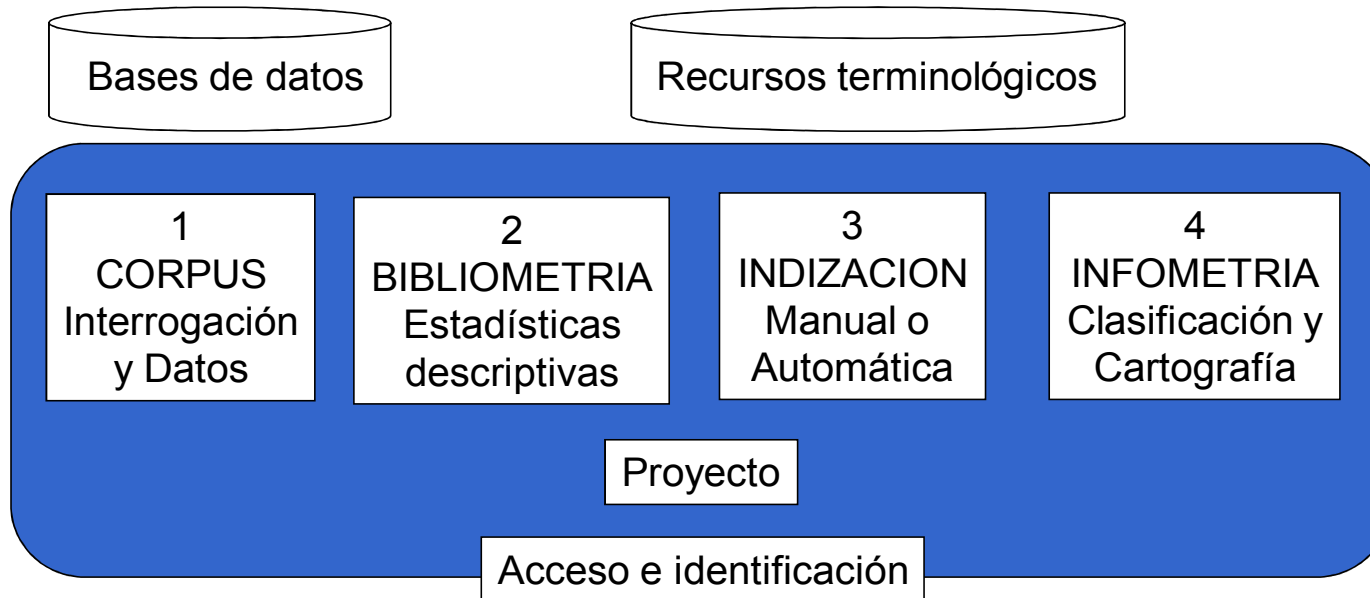 Bases de datos
Recursos terminológicos
1
CORPUS
Interrogación
y Datos
2
BIBLIOMETRIA
Estadísticas
descriptivas
3
INDIZACION
Manual o
Automática
4
INFOMETRIA
Clasificación y
Cartografía
Proyecto
Acceso e identificación